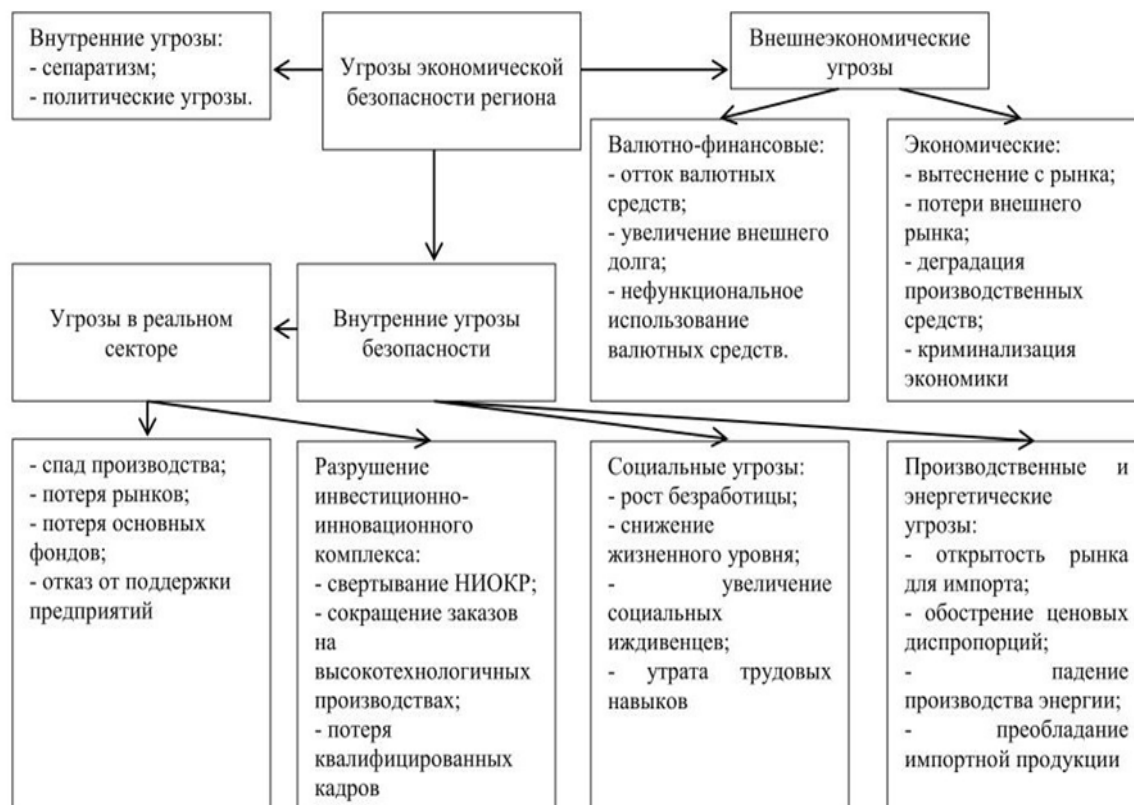 Внутренние угрозы:
- сепаратизм;
- политические угрозы.
Угрозы экономической
безопасности региона
Внешнеэкономические
угрозы
Валютно-финансовые:
- отток валютных
средств;
- увеличение внешнего
долга;
- нефункциональное
использование
валютных средств.
Экономические:
- вытеснение с рынка;
- потери внешнего
рынка;
- деградация
производственных
средств;
- криминализация
экономики
Угрозы в реальном
секторе
Внутренние угрозы
безопасности
- спад производства;
- потеря рынков;
- потеря основных
фондов;
- отказ от поддержки
предприятий
Разрушение
инвестиционно-
инновационного
комплекса:
- свертывание НИОКР;
- сокращение заказов
на
высокотехнологичных
производствах;
- потеря
квалифицированных
кадров
Социальные угрозы:
- рост безработицы;
- снижение
жизненного уровня;
- увеличение
социальных
иждивенцев;
- утрата трудовых
навыков
Производственные и
энергетические
угрозы:
- открытость рынка
для импорта;
- обострение ценовых
диспропорций;
- падение
производства энергии;
- преобладание
импортной продукции